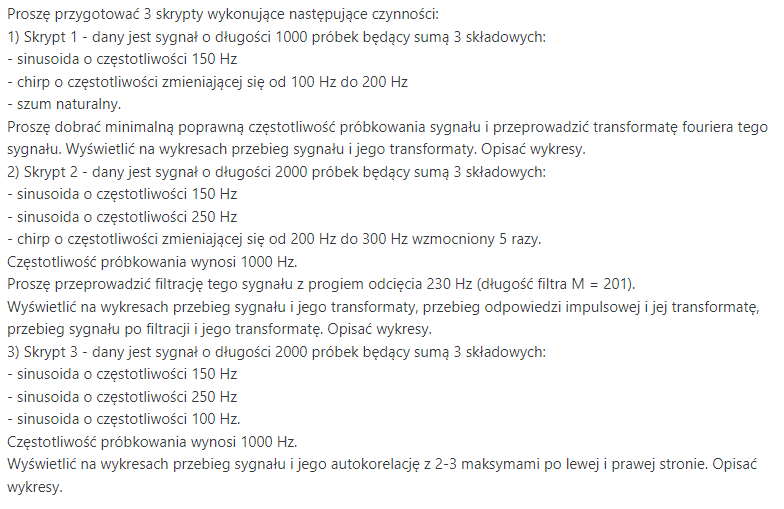 Proszę przygotować 3 skrypty wykonujące następujące czynności:
1) Skrypt 1 - dany jest sygnał o długości 1000 próbek będący sumą 3 składowych:
- sinusoida o częstotliwości 150 Hz
- chirp o częstotliwości zmieniającej się od 100 Hz do 200 Hz
- szum naturalny.
Proszę dobrać minimalną poprawną częstotliwość próbkowania sygnału i przeprowadzić transformatę fouriera tego
sygnału. Wyświetlić na wykresach przebieg sygnału i jego transformaty. Opisać wykresy.
2) Skrypt 2 - dany jest sygnał o długości 2000 próbek będący sumą 3 składowych:
- sinusoida o częstotliwości 150 Hz
- sinusoida o częstotliwości 250 Hz
- chirp o częstotliwości zmieniającej się od 200 Hz do 300 Hz wzmocniony 5 razy.
Częstotliwość próbkowania wynosi 1000 Hz.
Proszę przeprowadzić filtrację tego sygnału z progiem odcięcia 230 Hz (długość filtra M = 201).
Wyświetlić na wykresach przebieg sygnału i jego transformaty, przebieg odpowiedzi impulsowej i jej transformatę,
przebieg sygnału po filtracji i jego transformatę. Opisać wykresy.
3) Skrypt 3 - dany jest sygnał o długości 2000 próbek będący sumą 3 składowych:
- sinusoida o częstotliwości 150 Hz
- sinusoida o częstotliwości 250 Hz
- sinusoida o częstotliwości 100 Hz.
Częstotliwość próbkowania wynosi 1000 Hz.
Wyświetlić na wykresach przebieg sygnału i jego autokorelację z 2-3 maksymami po lewej i prawej stronie. Opisać
wykresy.